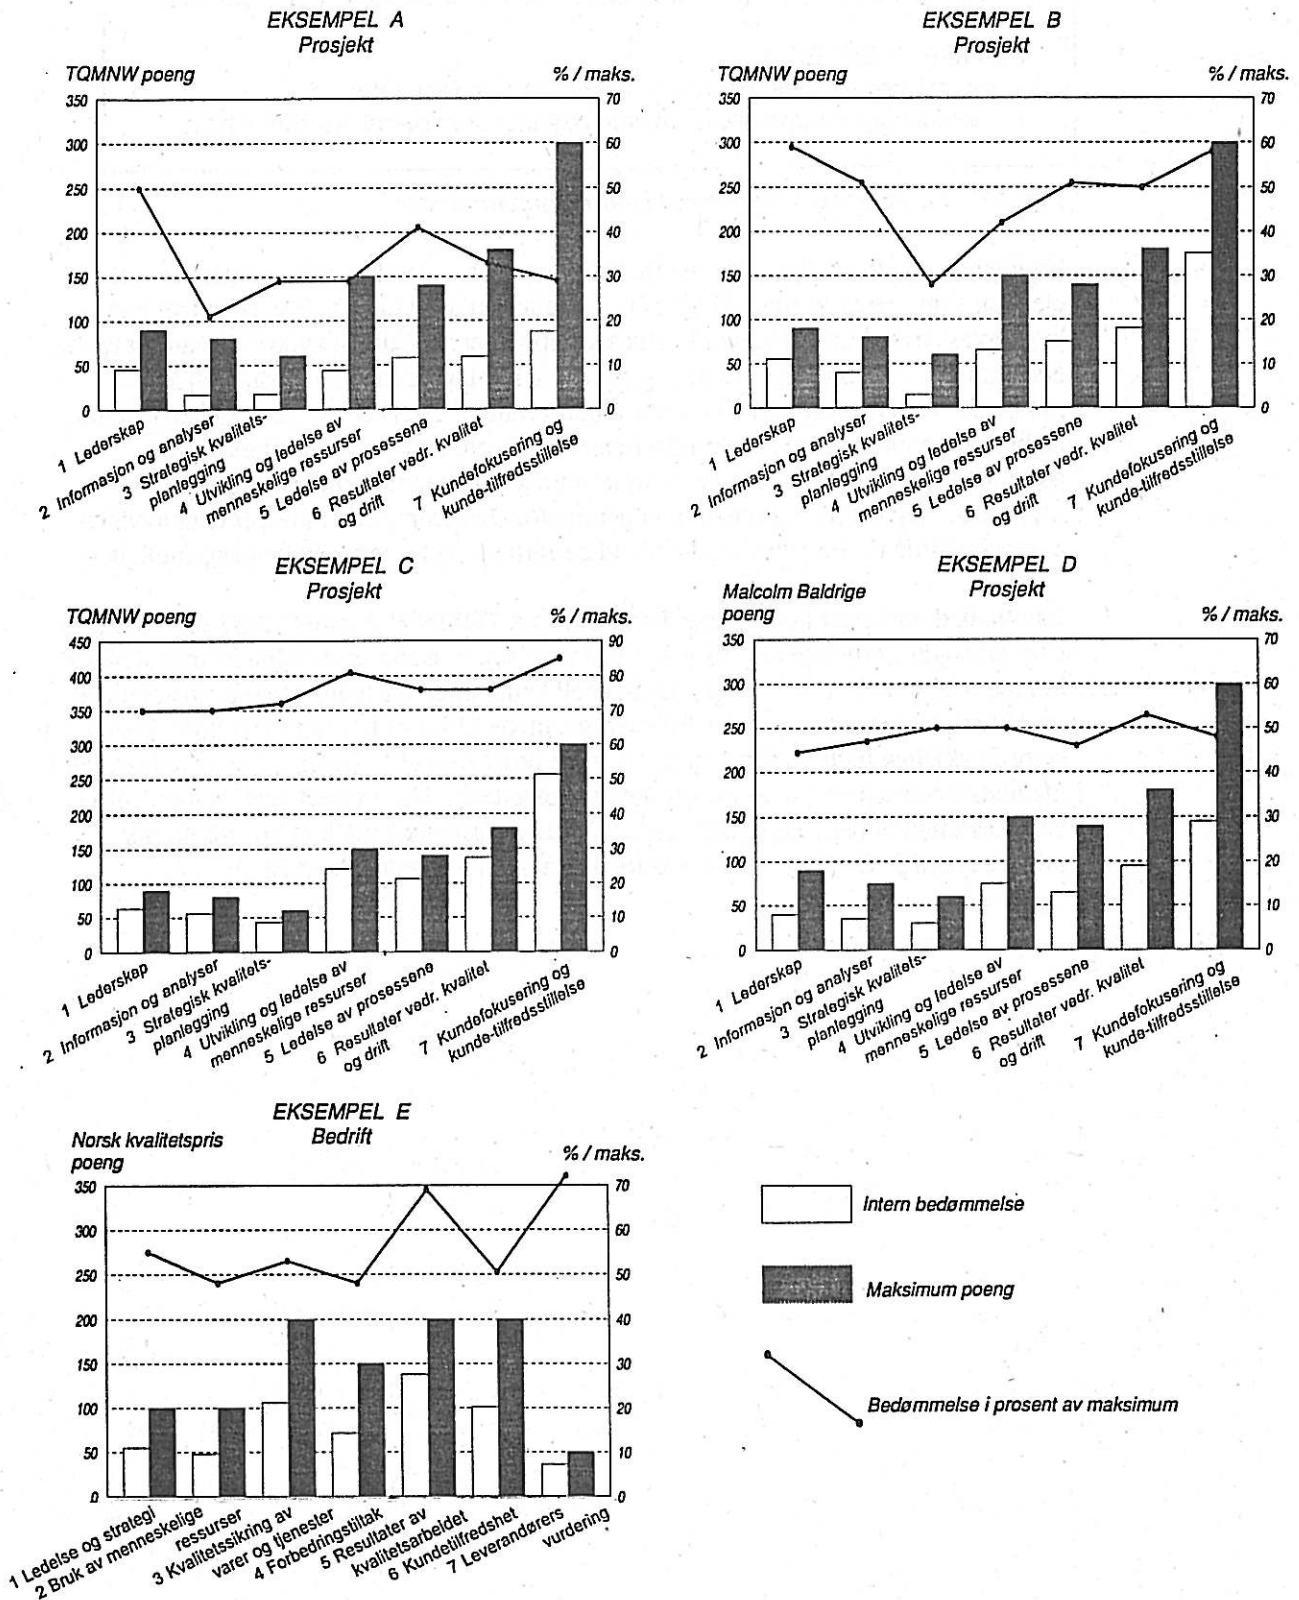 EKSEMPEL A
Prosjekt
TQMNW poeng
% / maks.
350
300
250
200
150
100
50
0
70
60
50
40
30
20
10
0
1 Lederskap
2 Informasjon og analyser
3 Strategisk kvalitets-
planlegging
4 Utvikling og ledelse av
menneskelige ressurser
5 Ledelse av prosessene
6 Resultater vedr. kvalitet
og drift
7 Kundefokusering og
kunde-tilfredsstillelse
EKSEMPEL B
Prosjekt
TQMNW poeng
% / maks.
350
300
250
200
150
100
50
0
70
60
50
40
30
20
10
0
1 Lederskap
2 Informasjon og analyser
3 Strategisk kvalitets-
planlegging
4 Utvikling og ledelse av
menneskelige ressurser
5 Ledelse av prosessene
6 Resultater vedr. kvalitet
og drift
7 Kundefokusering og
kunde-tilfredsstillelse
EKSEMPEL C
Prosjekt
TQMNW poeng
% / maks.
450
400
350
300
250
200
150
100
50
0
90
80
70
60
50
40
30
20
10
0
1 Lederskap
2 Informasjon og analyser
3 Strategisk kvalitets-
planlegging
4 Utvikling og ledelse av
menneskelige ressurser
5 Ledelse av prosessene
6 Resultater vedr. kvalitet
og drift
7 Kundefokusering og
kunde-tilfredsstillelse
EKSEMPEL D
Prosjekt
Malcolm Baldrige
poeng
% / maks.
350
300
250
200
150
100
50
0
70
60
50
40
30
20
10
0
1 Lederskap
2 Informasjon og analyser
3 Strategisk kvalitets-
planlegging
4 Utvikling og ledelse av
menneskelige ressurser
5 Ledelse av prosessene
6 Resultater vedr. kvalitet
og drift
7 Kundefokusering og
kunde-tilfredsstillelse
EKSEMPEL E
Bedrift
Norsk kvalitetspris
poeng
% / maks.
350
300
250
200
150
100
50
0
70
60
50
40
30
20
10
0
1 Ledelse og strategi
2 Bruk av menneskelige
ressurser
3 Kvalitetssikring av
varer og tjenester
4 Forbedringstiltak
5 Resultater av
kvalitetsarbeidet
6 Kundetilfredshet
7 Leverandørers
vurdering
Intern bedømmelse
Maksimum poeng
Bedømmelse i prosent av maksimum